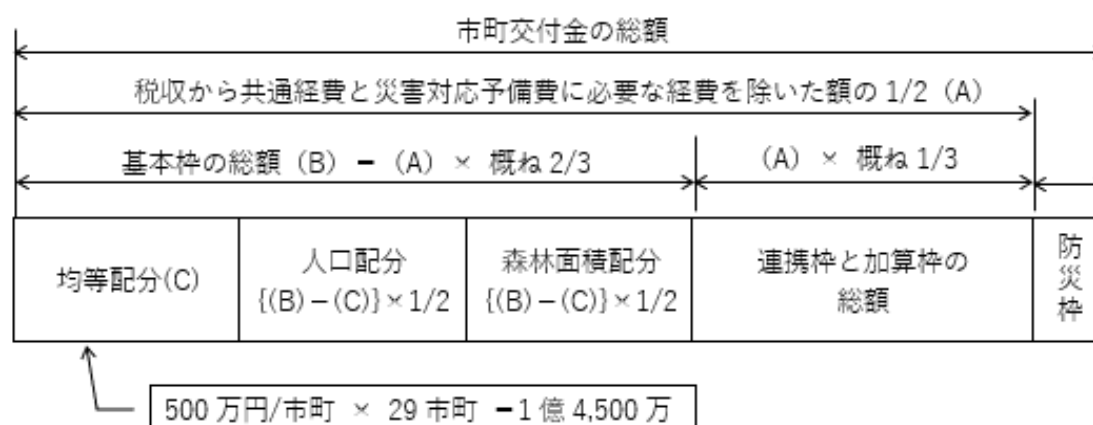 市町交付金の総額
税収から共通経費と災害対応予備費に必要な経費を除いた額の 1/2（A）
基本枠の総額（B）－（A）× 概ね 2/3
（A）× 概ね 1/3
均等配分(C)
人口配分
{(B)－(C)}×1/2
森林面積配分
{(B)－(C)}×1/2
連携枠と加算枠の
総額
防災枠
500 万円/市町 × 29 市町 －1 億 4,500 万